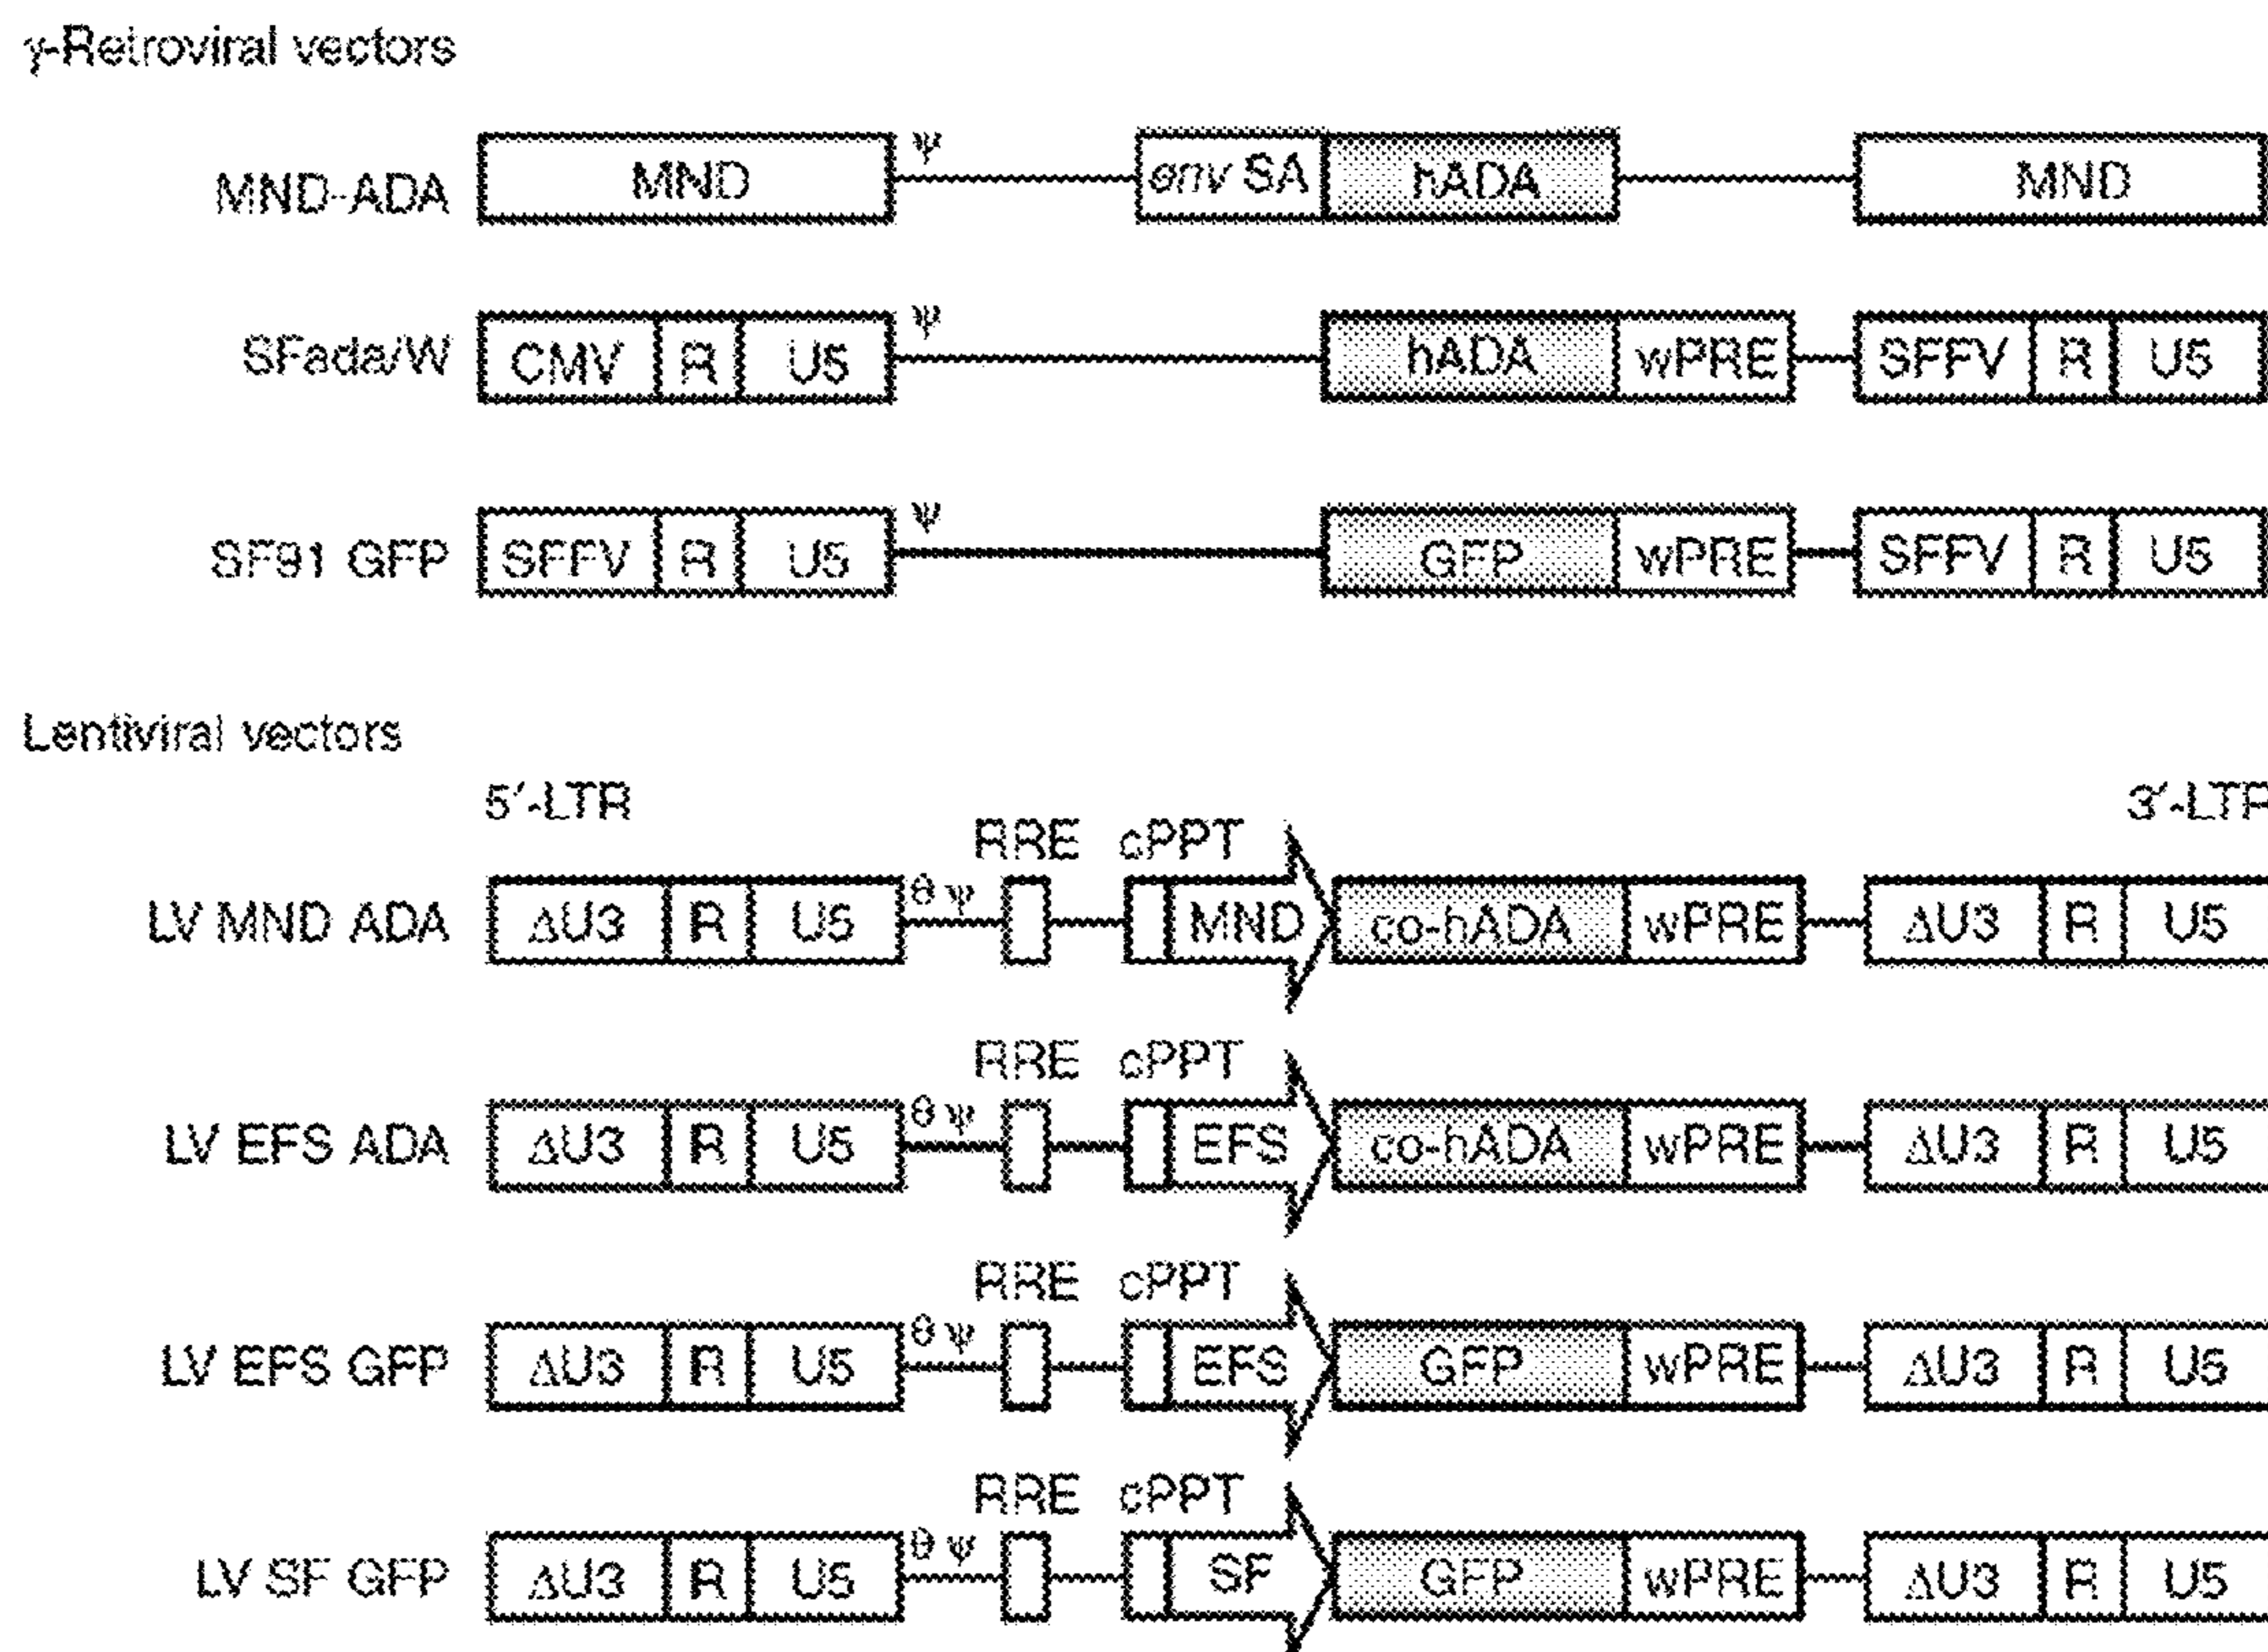 γ-Retroviral vectors
MND-ADA MND ψ env SA hADA MND
SFada/W CMV R U5 ψ hADA wPRE SFFV R U5
SF91 GFP SFFV R U5 ψ GFP wPRE SFFV R U5
Lentiviral vectors
5′-LTR 3′-LTR
RRE cPPT
LV MND ADA ΔU3 R U5 θ ψ MND co-hADA wPRE ΔU3 R U5
RRE cPPT
LV EFS ADA ΔU3 R U5 θ ψ EFS co-hADA wPRE ΔU3 R U5
RRE cPPT
LV EFS GFP ΔU3 R U5 θ ψ EFS GFP wPRE ΔU3 R U5
RRE cPPT
LV SF GFP ΔU3 R U5 θ ψ SF GFP wPRE ΔU3 R U5